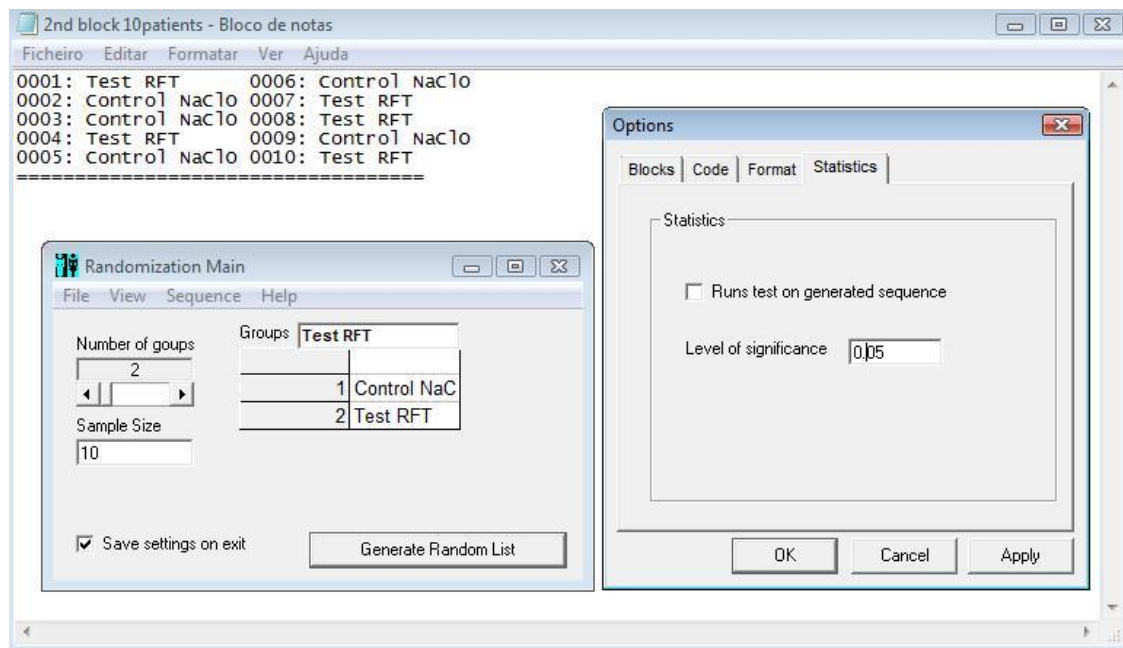 2nd block 10patients - Bloco de notas
Ficheiro Editar Formatar Ver Ajuda
0001: Test RFT 0006: Control NaClO
0002: Control NaClO 0007: Test RFT
0003: Control NaClO 0008: Test RFT
0004: Test RFT 0009: Control NaClO
0005: Control NaClO 0010: Test RFT
===================================
Randomization Main
File View Sequence Help
Number of goups
2
Groups Test RFT
1 Control NaC
2 Test RFT
Sample Size
10
Save settings on exit
Generate Random List
Options
Blocks Code Format Statistics
Statistics
Runs test on generated sequence
Level of significance 0.05
OK Cancel Apply